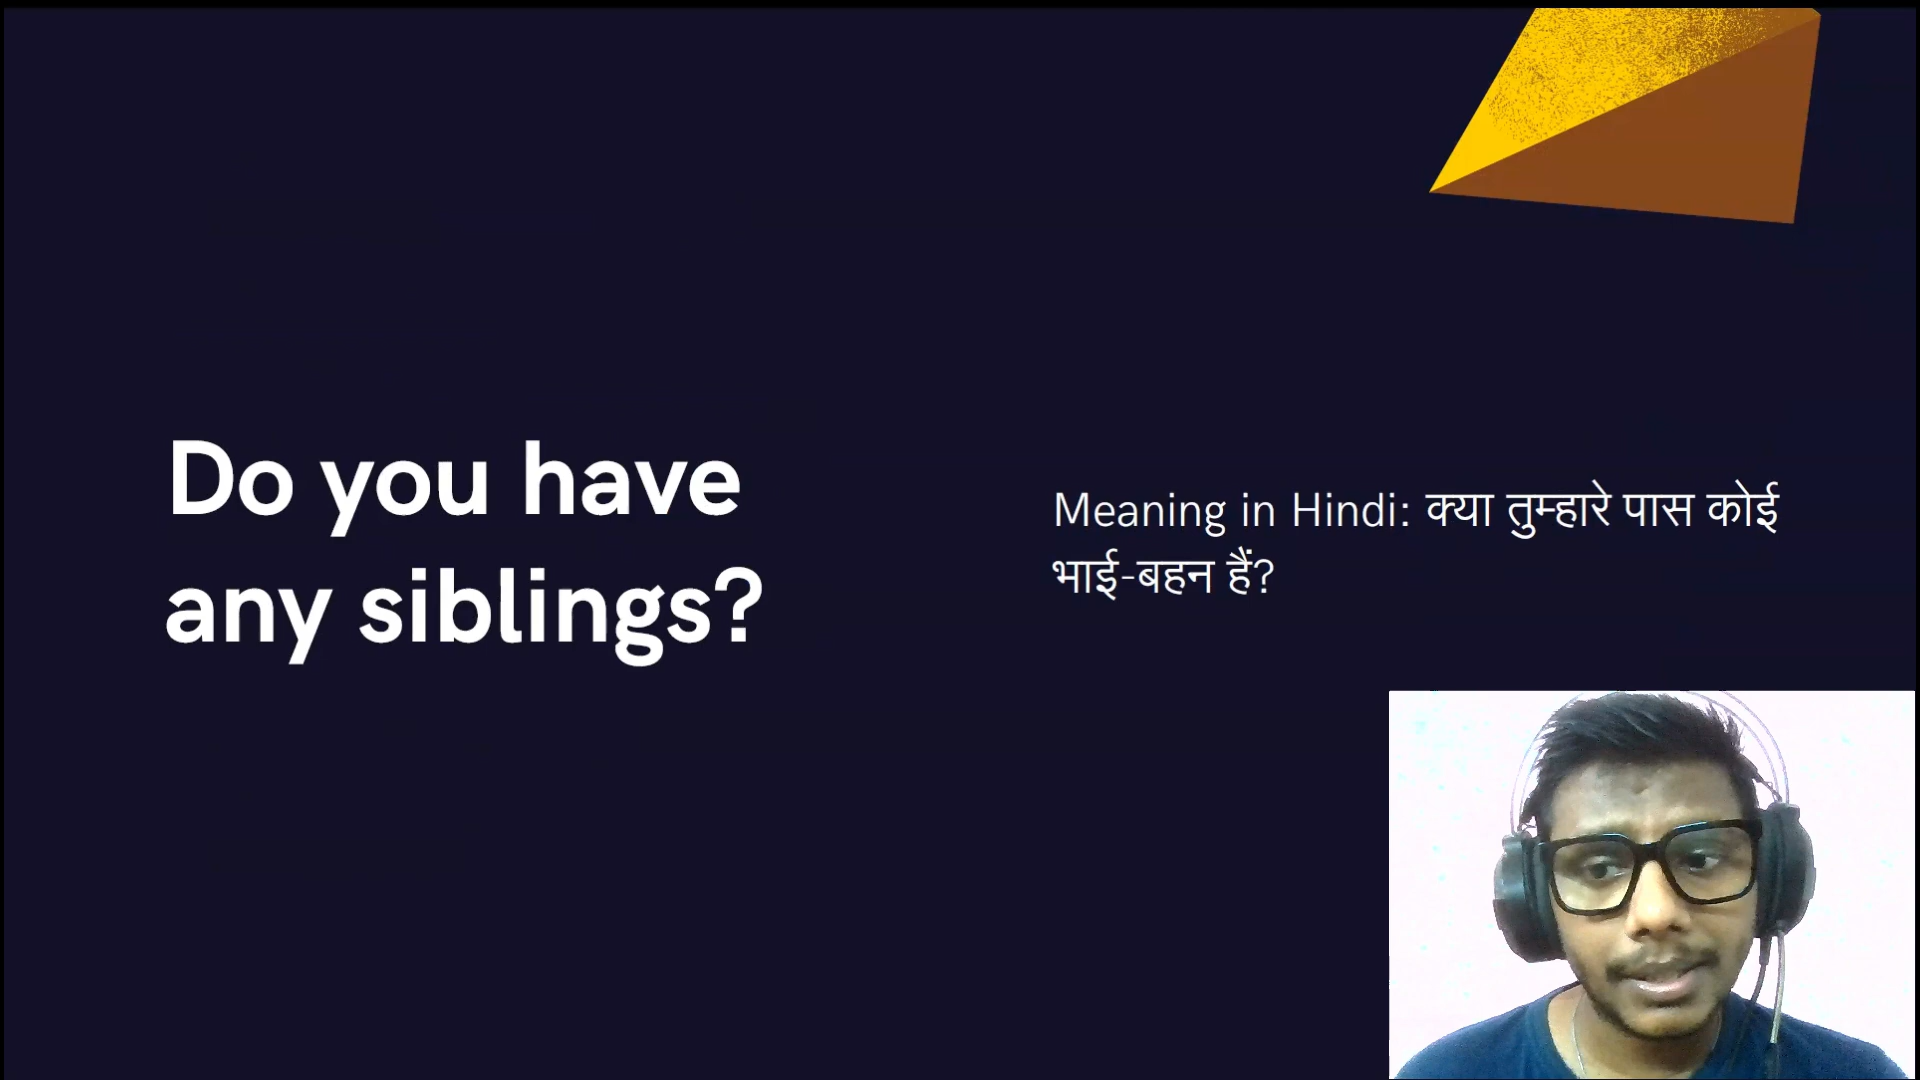 Do you have
any siblings?
Meaning in Hindi: क्या तुम्हारे पास कोई
भाई-बहन हैं?